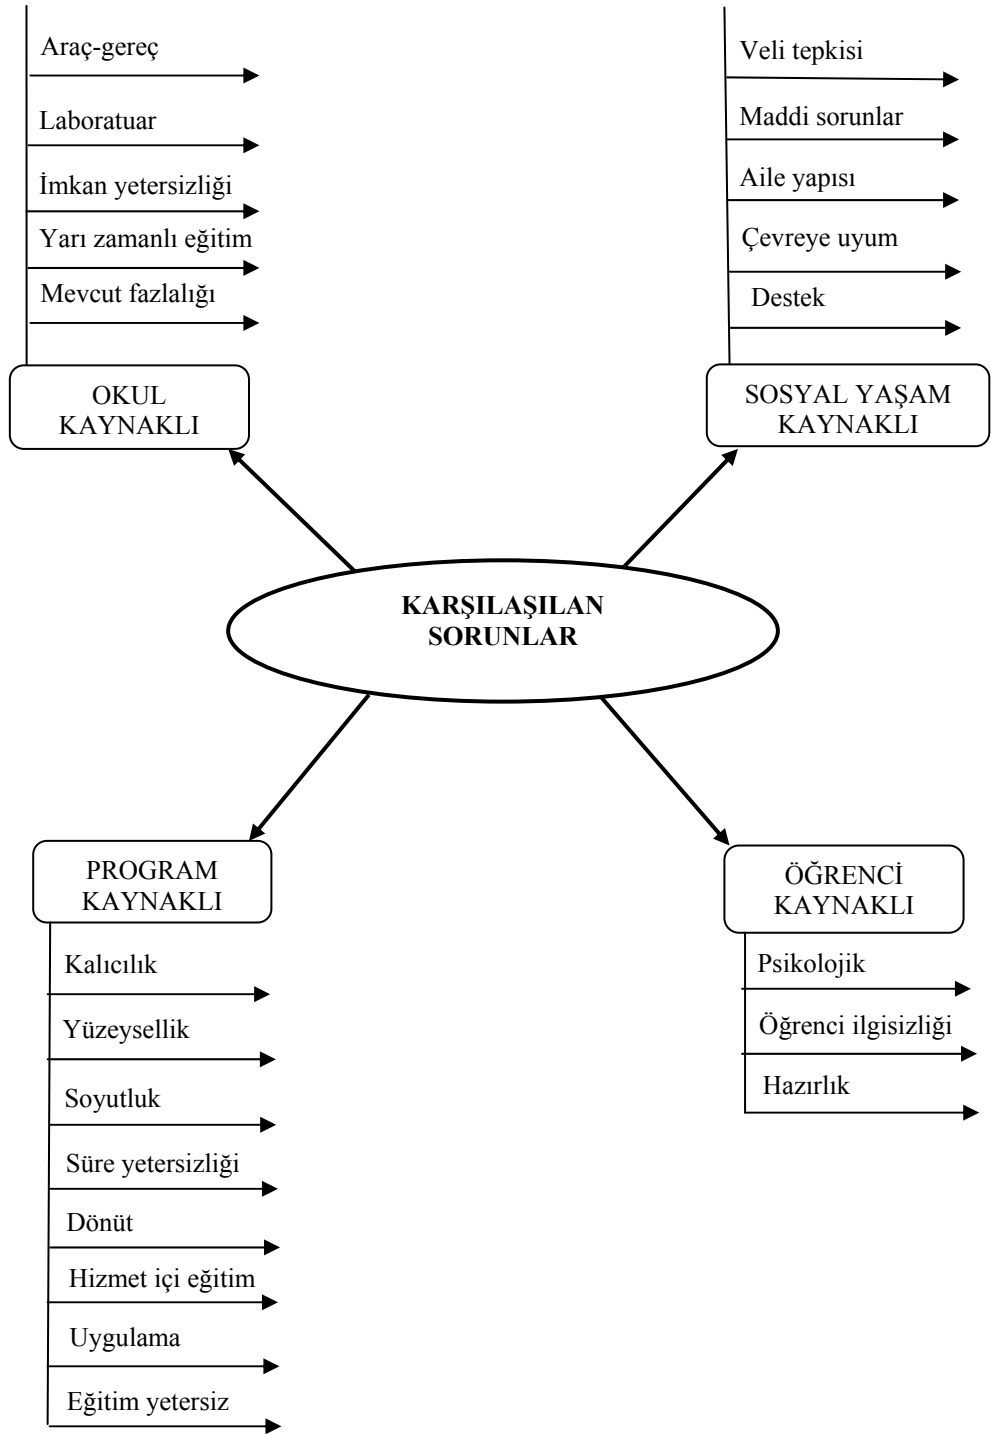 Araç-gereç
Laboratuar
İmkan yetersizliği
Yarı zamanlı eğitim
Mevcut fazlalığı
OKUL
KAYNAKLI
Veli tepkisi
Maddi sorunlar
Aile yapısı
Çevreye uyum
Destek
SOSYAL YAŞAM
KAYNAKLI
KARŞILAŞILAN
SORUNLAR
PROGRAM
KAYNAKLI
Kalıcılık
Yüzeysellik
Soyutluk
Süre yetersizliği
Dönüt
Hizmet içi eğitim
Uygulama
Eğitim yetersiz
ÖĞRENCİ
KAYNAKLI
Psikolojik
Öğrenci ilgisizliği
Hazırlık